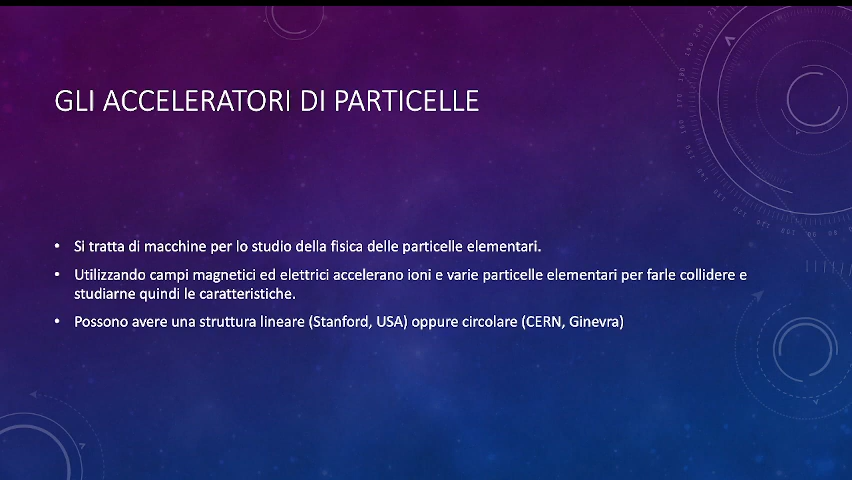 GLI ACCELERATORI DI PARTICELLE
• Si tratta di macchine per lo studio della fisica delle particelle elementari.
• Utilizzando campi magnetici ed elettrici accelerano ioni e varie particelle elementari per farle collidere e
studiarne quindi le caratteristiche.
• Possono avere una struttura lineare (Stanford, USA) oppure circolare (CERN, Ginevra)